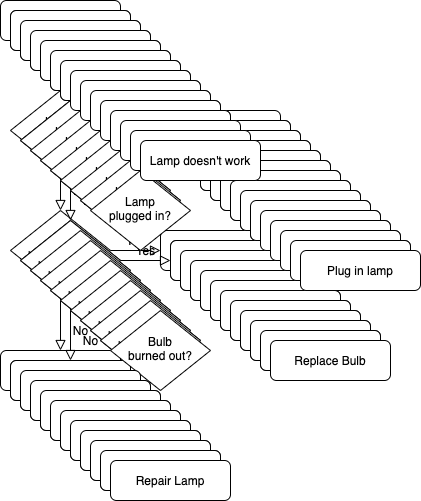 Lamp doesn't work
Lamp
plugged in?
Yes
Plug in lamp
No
No
Bulb
burned out?
Replace Bulb
Repair Lamp